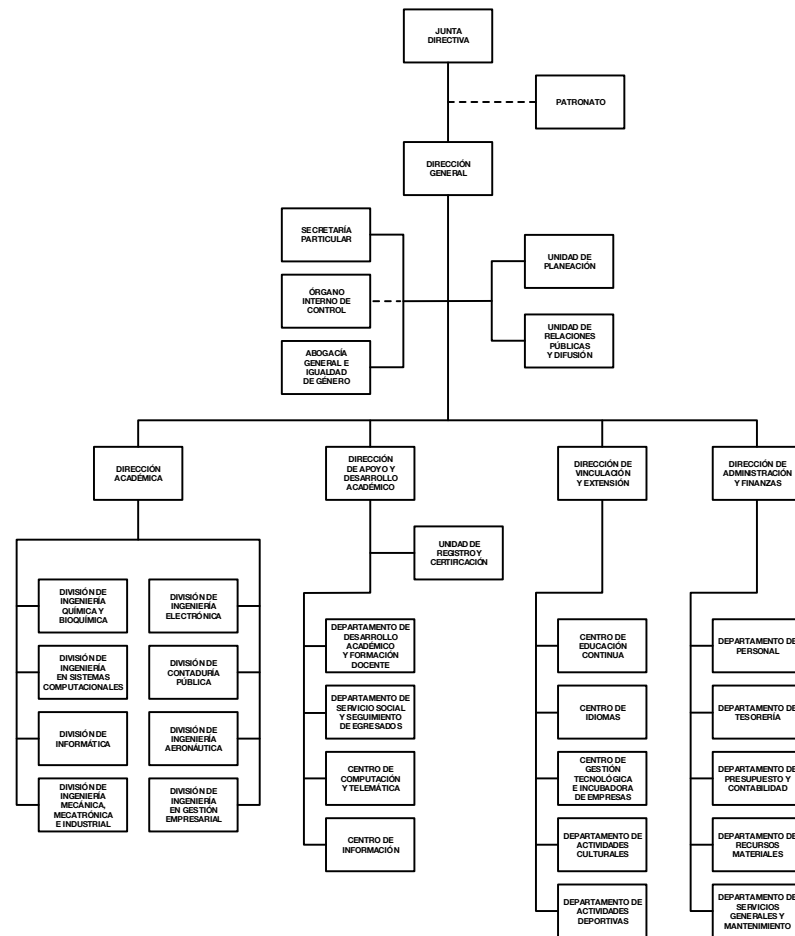 JUNTA
DIRECTIVA
PATRONATO
DIRECCIÓN
GENERAL
SECRETARÍA
PARTICULAR
UNIDAD DE
PLANEACIÓN
ÓRGANO
INTERNO DE
CONTROL
UNIDAD DE
RELACIONES
PÚBLICAS
Y DIFUSIÓN
ABOGACÍA
GENERAL E
IGUALDAD
DE GÉNERO
DIRECCIÓN
ACADÉMICA
DIRECCIÓN
DE APOYO Y
DESARROLLO
ACADÉMICO
DIRECCIÓN DE
VINCULACIÓN
Y EXTENSIÓN
DIRECCIÓN DE
ADMINISTRACIÓN
Y FINANZAS
UNIDAD DE
REGISTRO Y
CERTIFICACIÓN
DIVISIÓN DE
INGENIERÍA
QUÍMICA Y
BIOQUÍMICA
DIVISIÓN DE
INGENIERÍA
ELECTRÓNICA
DIVISIÓN DE
INGENIERÍA
EN SISTEMAS
COMPUTACIONALES
DIVISIÓN DE
CONTADURÍA
PÚBLICA
DIVISIÓN DE
INFORMÁTICA
DIVISIÓN DE
INGENIERÍA
AERONÁUTICA
DIVISIÓN DE
INGENIERÍA
MECÁNICA,
MECATRÓNICA
E INDUSTRIAL
DIVISIÓN DE
INGENIERÍA
EN GESTIÓN
EMPRESARIAL
DEPARTAMENTO DE
DESARROLLO
ACADÉMICO
Y FORMACIÓN
DOCENTE
DEPARTAMENTO DE
SERVICIO SOCIAL
Y SEGUIMIENTO
DE EGRESADOS
CENTRO DE
COMPUTACIÓN
Y TELEMÁTICA
CENTRO DE
INFORMACIÓN
CENTRO DE
EDUCACIÓN
CONTINUA
CENTRO DE
IDIOMAS
CENTRO DE
GESTIÓN
TECNOLÓGICA
E INCUBADORA
DE EMPRESAS
DEPARTAMENTO DE
ACTIVIDADES
CULTURALES
DEPARTAMENTO DE
ACTIVIDADES
DEPORTIVAS
DEPARTAMENTO DE
PERSONAL
DEPARTAMENTO DE
TESORERÍA
DEPARTAMENTO DE
PRESUPUESTO Y
CONTABILIDAD
DEPARTAMENTO DE
RECURSOS
MATERIALES
DEPARTAMENTO DE
SERVICIOS
GENERALES Y
MANTENIMIENTO